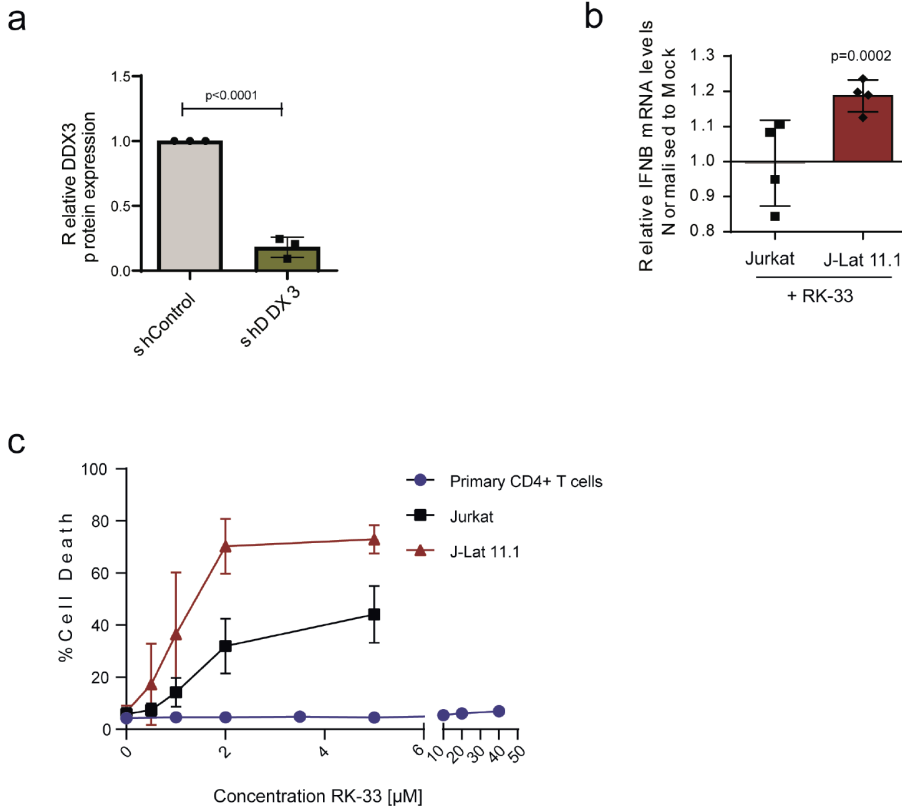 a
Relative DDX3
protein expression
1.5
1.0
0.5
0.0
p<0.0001
shControl
shDDX3
b
Relative IFNB mRNA levels
Normalised to Mock
1.3
1.2
1.1
1.0
0.9
0.8
p=0.0002
Jurkat
J-Lat 11.1
+ RK-33
c
%Cell Death
100
80
60
40
20
0
Primary CD4+ T cells
Jurkat
J-Lat 11.1
0
2
4
6
10
20
30
40
50
Concentration RK-33 [µM]